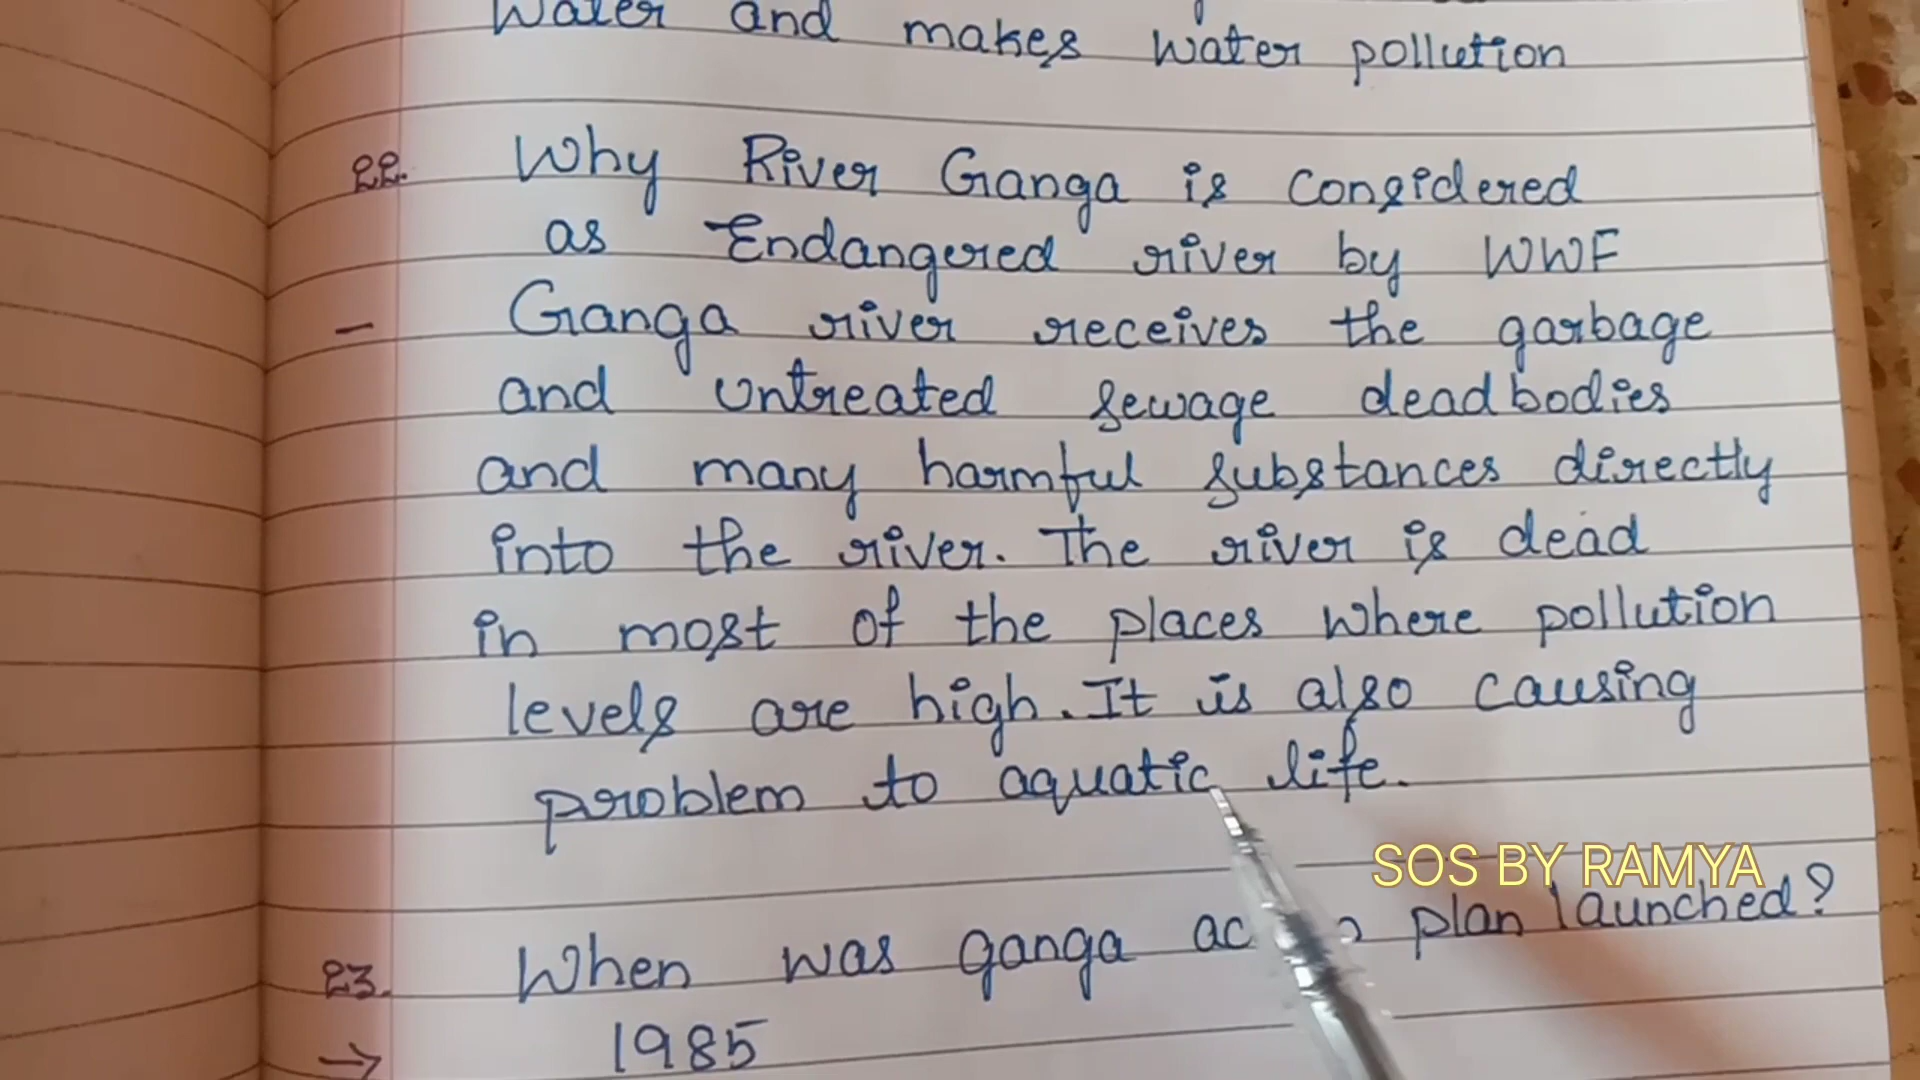 Water and makes water pollution
22. Why River Ganga is considered
as Endangered river by WWF
– Ganga river receives the garbage
and untreated sewage deadbodies
and many harmful substances directly
into the river. The river is dead
in most of the places where pollution
levels are high. It is also causing
problem to aquatic life.
SOS BY RAMYA
23. When was ganga plan launched?
→ 1985